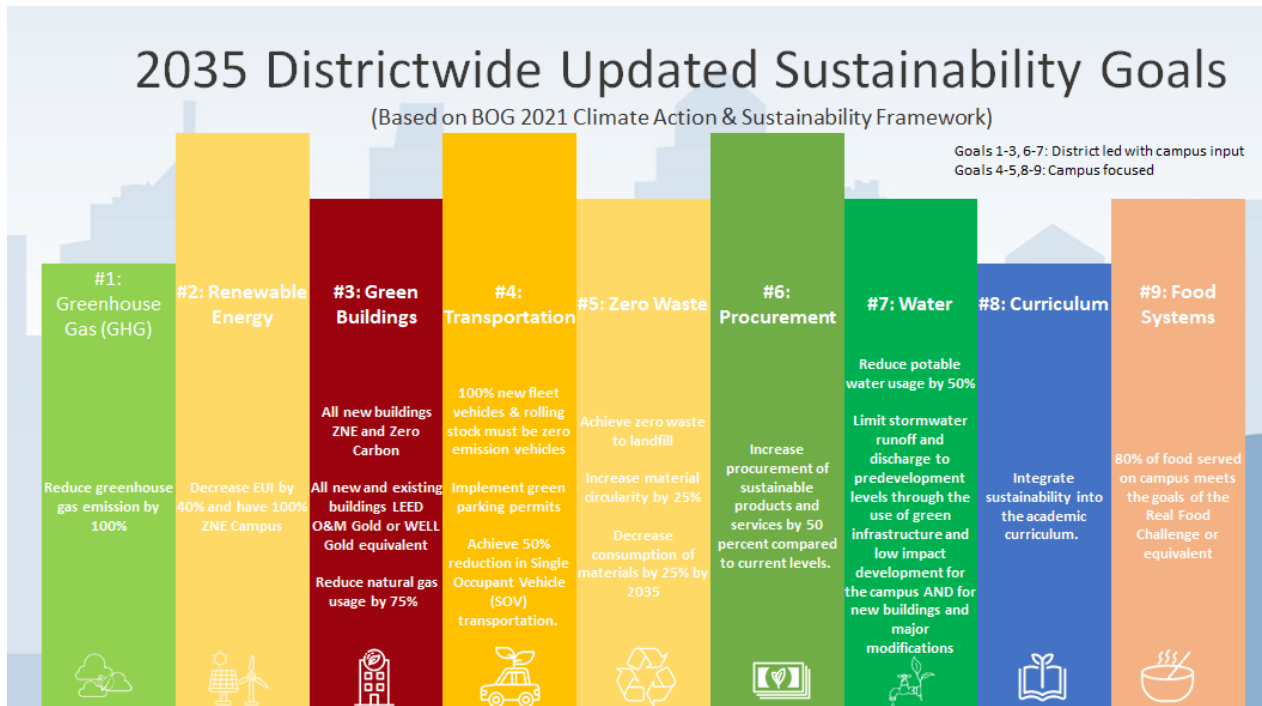 2035 Districtwide Updated Sustainability Goals
(Based on BOG 2021 Climate Action & Sustainability Framework)
Goals 1-3, 6-7: District led with campus input
Goals 4-5,8-9: Campus focused
#1:
Greenhouse
Gas (GHG)
Reduce greenhouse
gas emission by
100%
#2: Renewable
Energy
Decrease EUI by
40% and have 100%
ZNE Campus
#3: Green
Buildings
All new buildings
ZNE and Zero
Carbon
All new and existing
buildings LEED
O&M Gold or WELL
Gold equivalent
Reduce natural gas
usage by 75%
#4:
Transportation
100% new fleet
vehicles & rolling
stock must be zero
emission vehicles
Implement green
parking permits
Achieve 50%
reduction in Single
Occupant Vehicle
(SOV)
transportation.
#5: Zero Waste
Achieve zero waste
to landfill
Increase material
circularity by 25%
Decrease
consumption of
materials by 25% by
2035
#6:
Procurement
Increase
procurement of
sustainable
products and
services by 50
percent compared
to current levels.
#7: Water
Reduce potable
water usage by 50%
Limit stormwater
runoff and
discharge to
predevelopment
levels through the
use of green
infrastructure and
low impact
development for
the campus AND for
new buildings and
major
modifications
#8: Curriculum
Integrate
sustainability into
the academic
curriculum.
#9: Food
Systems
80% of food served
on campus meets
the goals of the
Real Food
Challenge or
equivalent